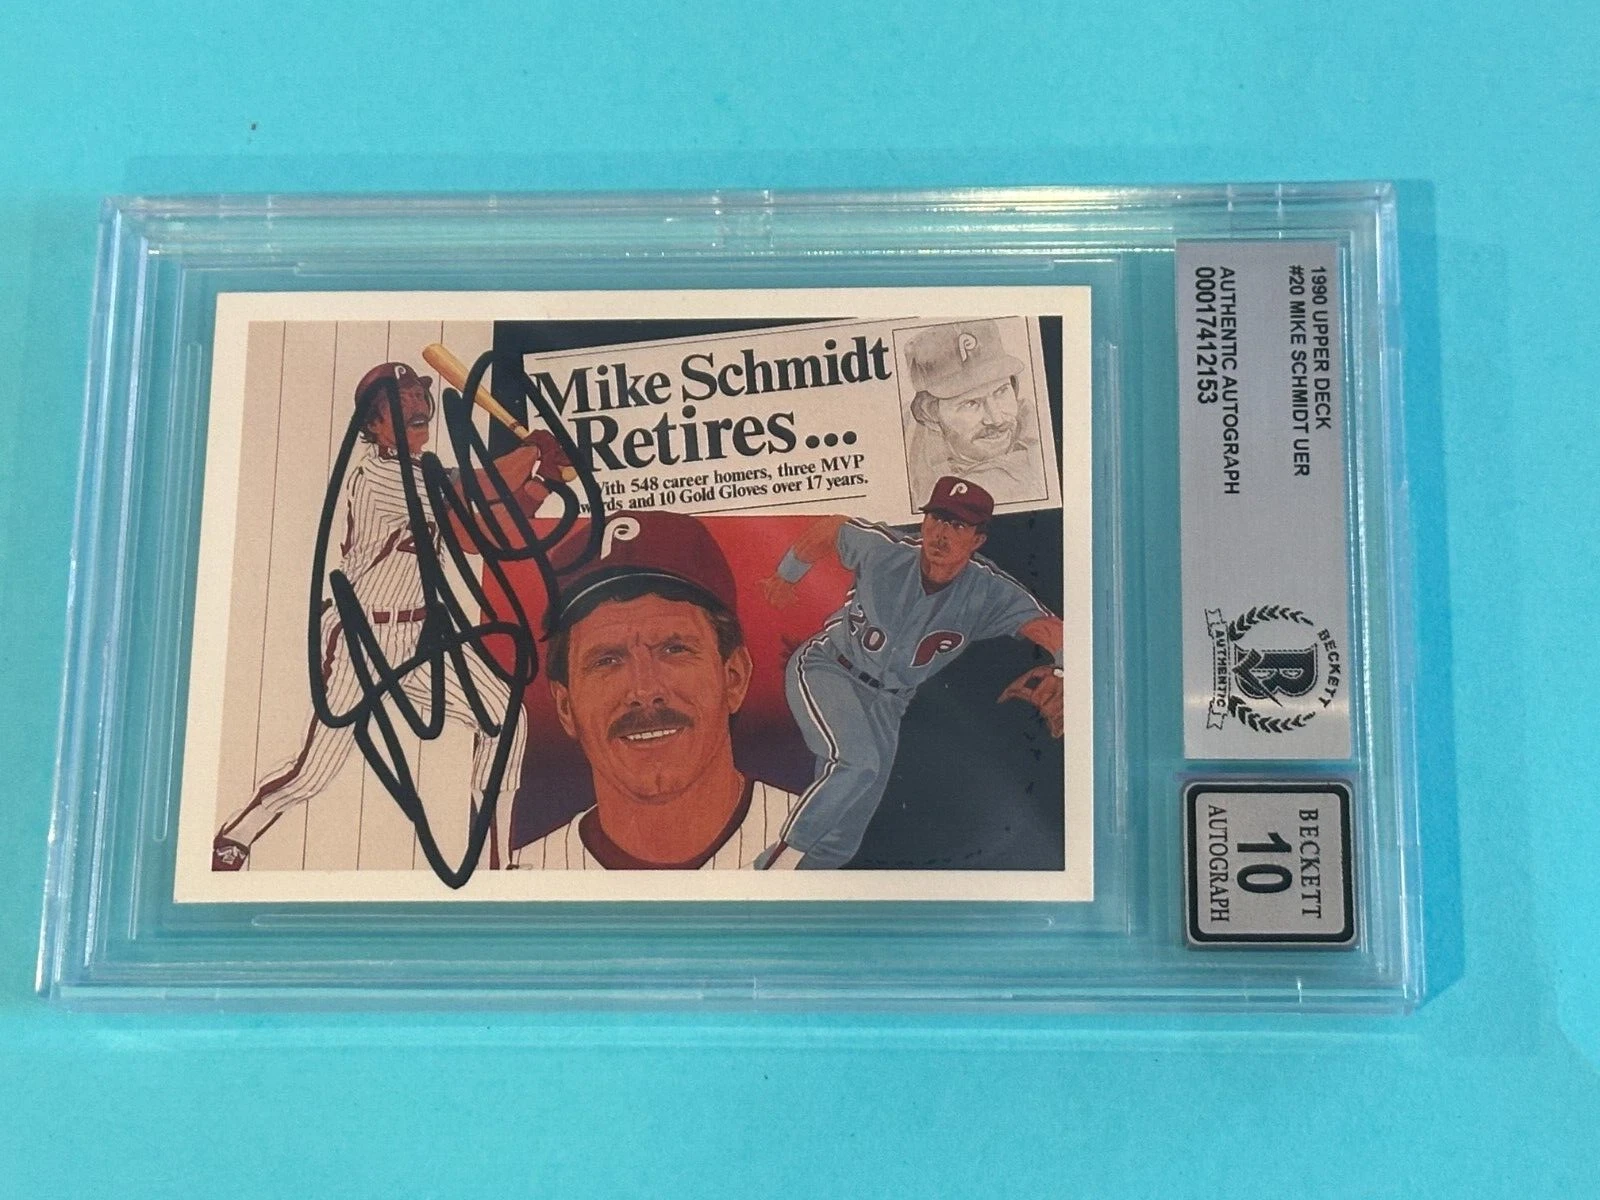 Mike Schmidt
Retires...
With 548 career homers, three MVP
awards and 10 Gold Gloves over 17 years.
P
P
P
P
20
P
1990 UPPER DECK
#20 MIKE SCHMIDT UER
AUTHENTIC AUTOGRAPH
00017412153
BECKETT
B
AUTHENTIC
BECKETT
10
AUTOGRAPH